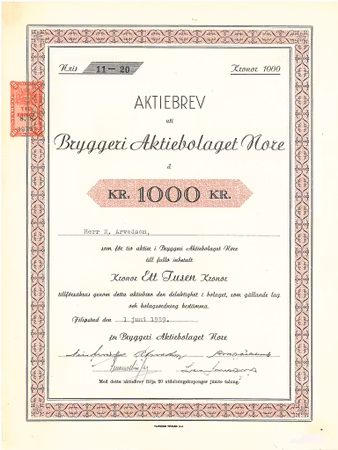 N:ris 11-20 Kronor 1000
AKTIEBREV
uti
Bryggeri Aktiebolaget Nore
å
KR. 1000 KR.
Herr E. Arvedson,
som för tio aktier i Bryggeri Aktiebolaget Nore
till fullo inbetalt
Kronor Ett Tusen Kronor
tillförsäkras genom detta aktiebrev den delaktighet i bolaget, som gällande lag
och bolagsordning bestämma.
Filipstad den 1 juni 1939.
för Bryggeri Aktiebolaget Nore
Med detta aktiebrev följa 20 utdelningskuponger jämte talong